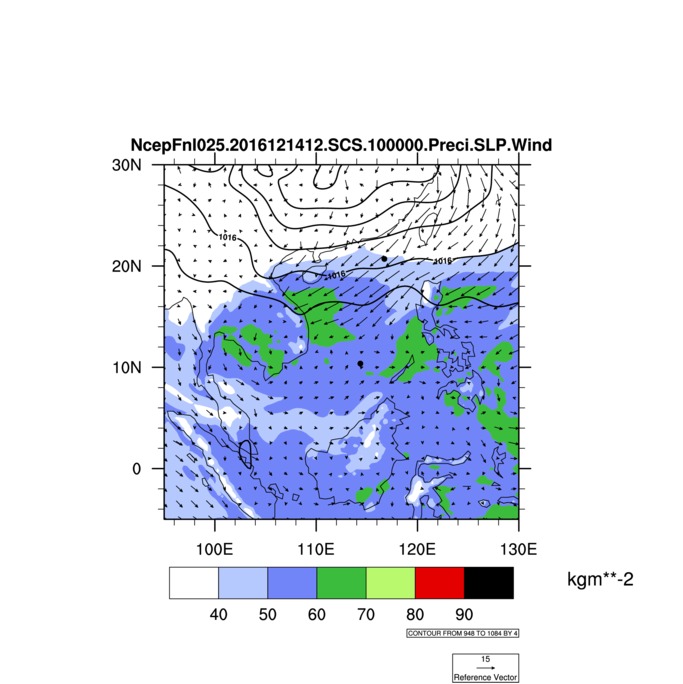 NcepFnl025.2016121412.SCS.100000.Preci.SLP.Wind
30N
1016
20N
1016
1016
10N
0
100E 110E 120E 130E
kgm**-2
40 50 60 70 80 90
CONTOUR FROM 948 TO 1084 BY 4
15
Reference Vector